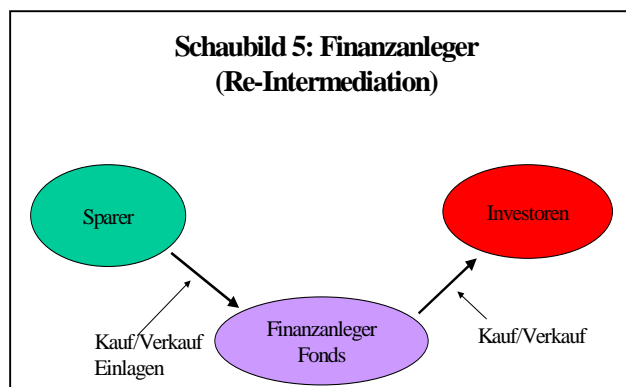 Schaubild 5: Finanzanleger
(Re-Intermediation)
Sparer
Investoren
Kauf/Verkauf
Einlagen
Finanzanleger
Fonds
Kauf/Verkauf